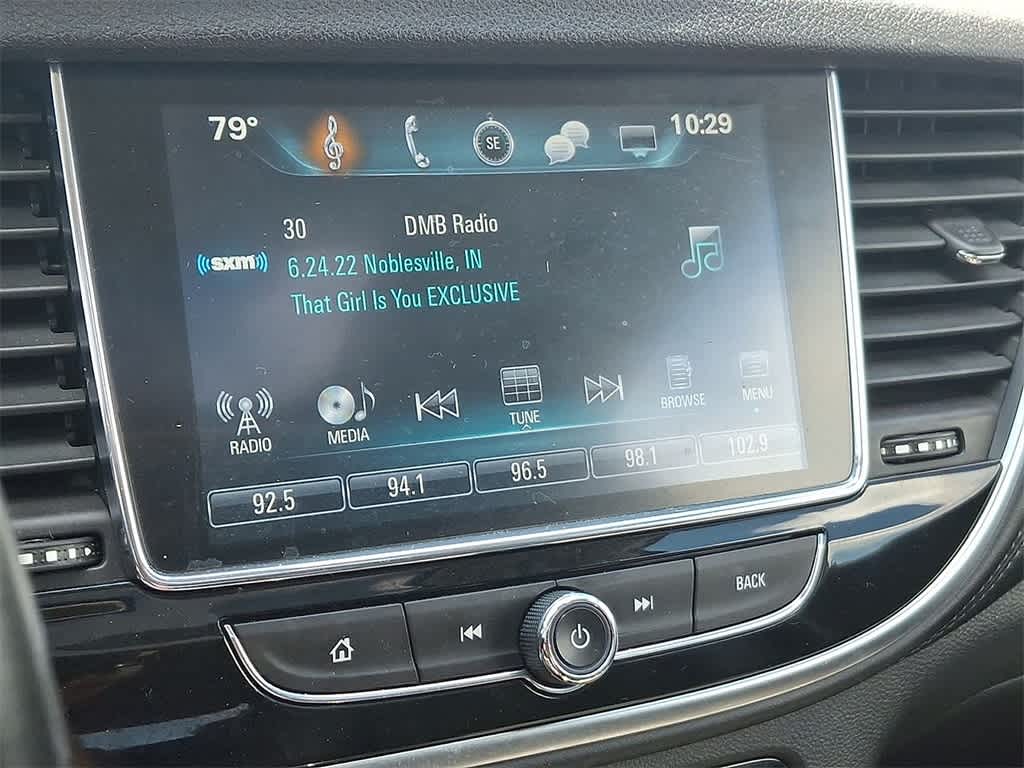 79°
SE
10:29
30 DMB Radio
((sxm))
6.24.22 Noblesville, IN
That Girl Is You EXCLUSIVE
RADIO
MEDIA
TUNE
BROWSE
MENU
92.5
94.1
96.5
98.1
102.9
BACK